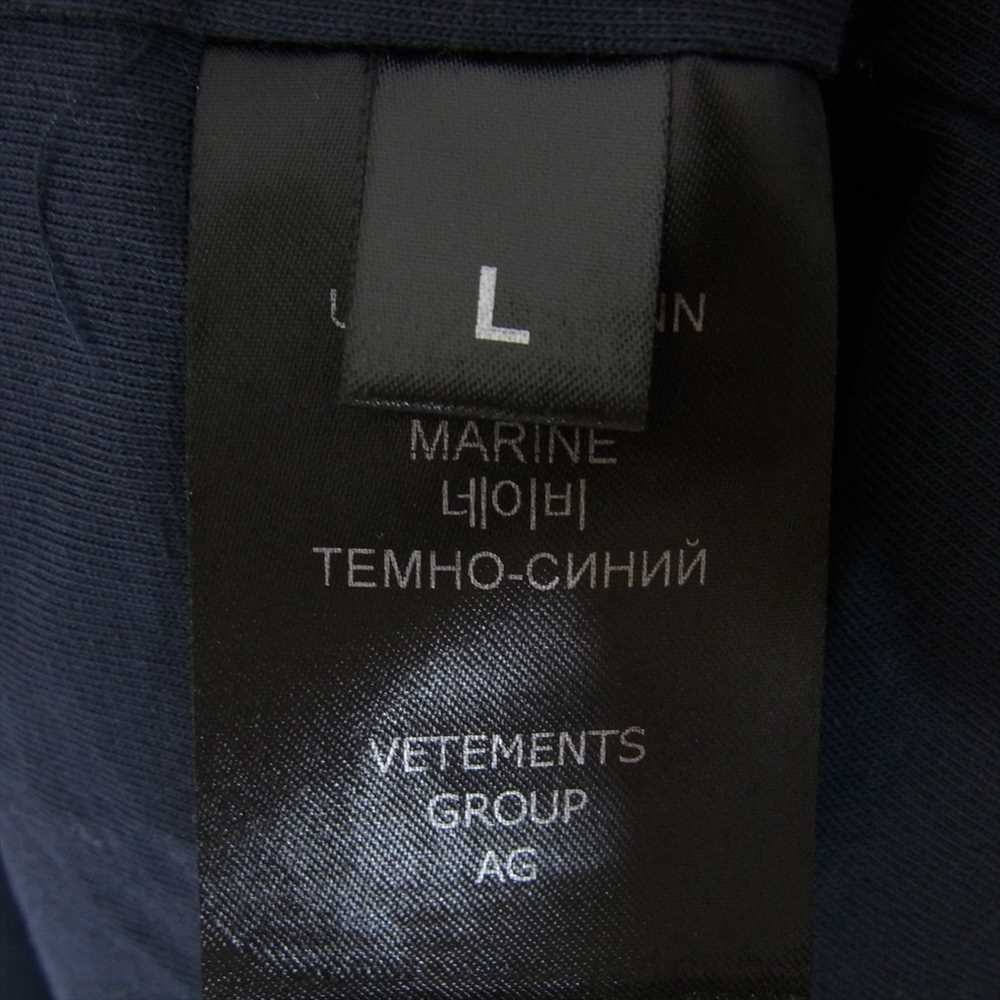 L
MARINE
네이비
ТЕМНО-СИНИЙ
VETEMENTS
GROUP
AG